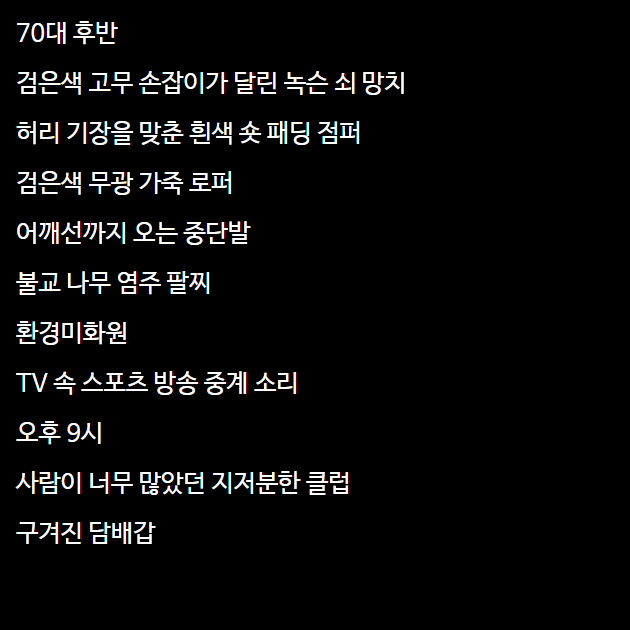 70대 후반
검은색 고무 손잡이가 달린 녹슨 쇠 망치
허리 기장을 맞춘 흰색 숏 패딩 점퍼
검은색 무광 가죽 로퍼
어깨선까지 오는 중단발
불교 나무 염주 팔찌
환경미화원
TV 속 스포츠 방송 중계 소리
오후 9시
사람이 너무 많았던 지저분한 클럽
구겨진 담배갑